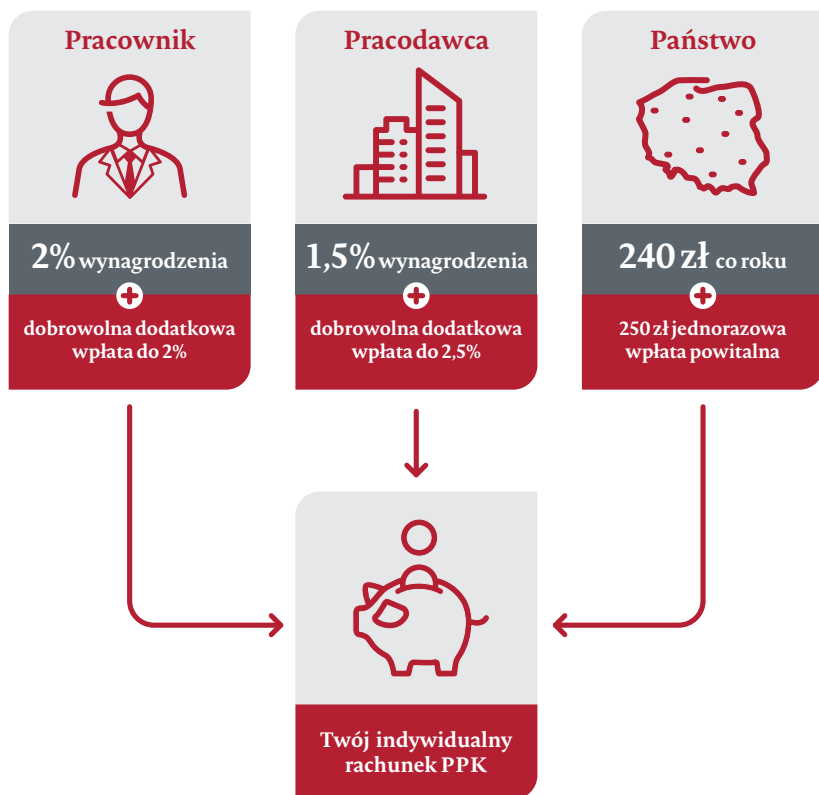 Pracownik
2% wynagrodzenia
dobrowolna dodatkowa
wpłata do 2%
Pracodawca
1,5% wynagrodzenia
dobrowolna dodatkowa
wpłata do 2,5%
Państwo
240 zł co roku
250 zł jednorazowa
wpłata powitalna
Twój indywidualny
rachunek PPK